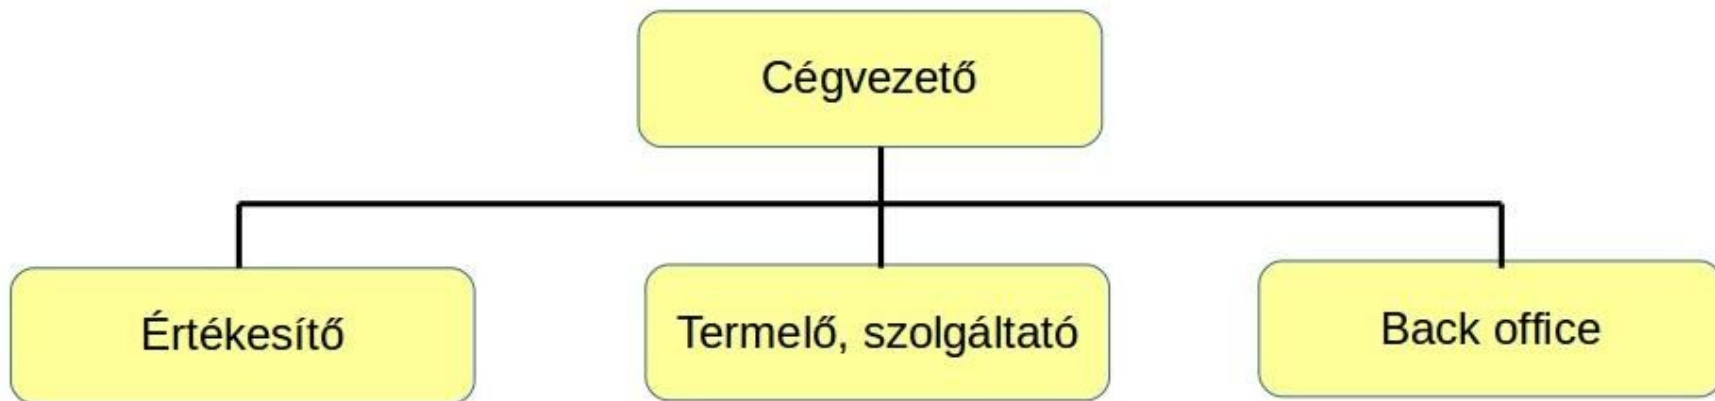 Cégvezető
Értékesítő
Termelő, szolgáltató
Back office